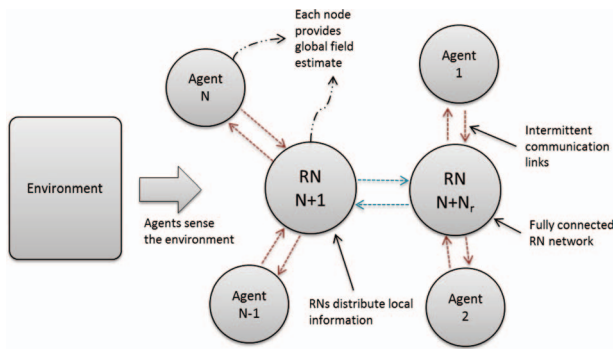 Each node
provides
global field
estimate
Agent
N
Agent
1
Intermittent
communication
links
Environment
Agents sense
the environment
RN
N+1
RN
N+Nr
Fully connected
RN network
Agent
N-1
RNs distribute local
information
Agent
2